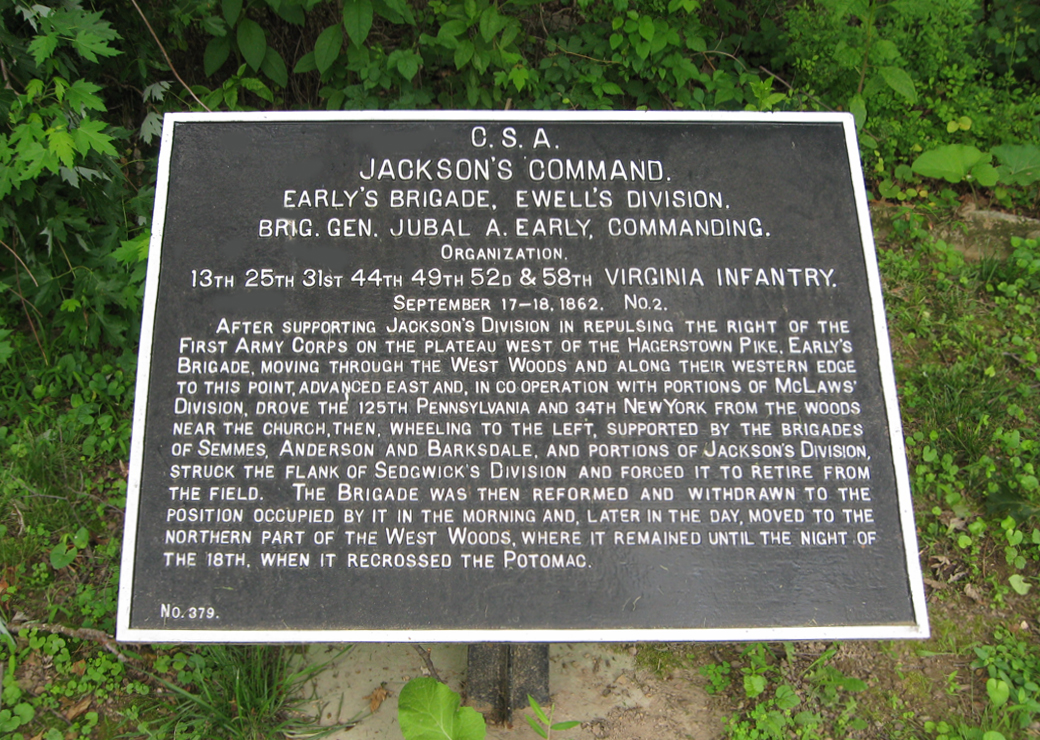 C. S. A.
JACKSON'S COMMAND.
EARLY'S BRIGADE, EWELL'S DIVISION.
BRIG. GEN. JUBAL A. EARLY, COMMANDING.
ORGANIZATION.
13TH 25TH 31ST 44TH 49TH 52D & 58TH VIRGINIA INFANTRY.
SEPTEMBER 17-18, 1862. NO. 2.
AFTER SUPPORTING JACKSON'S DIVISION IN REPULSING THE RIGHT OF THE
FIRST ARMY CORPS ON THE PLATEAU WEST OF THE HAGERSTOWN PIKE, EARLY'S
BRIGADE, MOVING THROUGH THE WEST WOODS AND ALONG THEIR WESTERN EDGE
TO THIS POINT, ADVANCED EAST AND, IN CO OPERATION WITH PORTIONS OF MCLAWS'
DIVISION, DROVE THE 125TH PENNSYLVANIA AND 34TH NEW YORK FROM THE WOODS
NEAR THE CHURCH, THEN, WHEELING TO THE LEFT, SUPPORTED BY THE BRIGADES
OF SEMMES, ANDERSON AND BARKSDALE, AND PORTIONS OF JACKSON'S DIVISION,
STRUCK THE FLANK OF SEDGWICK'S DIVISION AND FORCED IT TO RETIRE FROM
THE FIELD. THE BRIGADE WAS THEN REFORMED AND WITHDRAWN TO THE
POSITION OCCUPIED BY IT IN THE MORNING AND, LATER IN THE DAY, MOVED TO THE
NORTHERN PART OF THE WEST WOODS, WHERE IT REMAINED UNTIL THE NIGHT OF
THE 18TH, WHEN IT RECROSSED THE POTOMAC.
NO. 379.